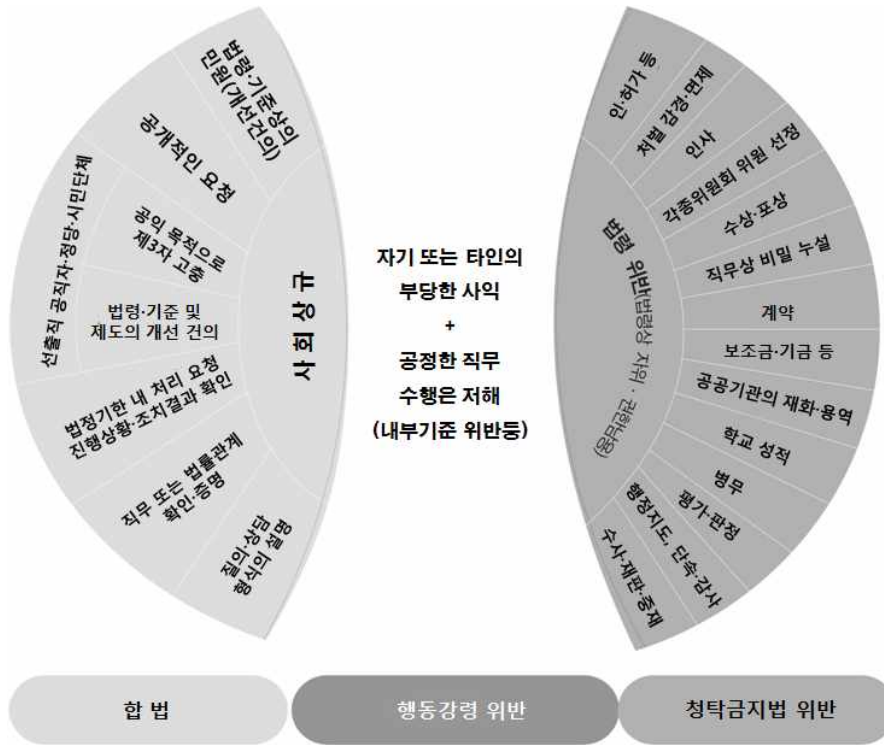 법령·기준상의
민원(개선건의)
공개적인 요청
선출직 공직자·정당·시민단체
공익 목적으로
제3자 고충
법령·기준 및
제도의 개선 건의
법정기한 내 처리 요청
진행상황·조치결과 확인
직무 또는 법률관계
확인·증명
질의·상담
형식의 설명
사회상규
자기 또는 타인의
부당한 사익
+
공정한 직무
수행은 저해
(내부기준 위반둥)
법령 위반(법령상 지위·권한남용)
인·허가 등
처벌 감경·면제
인사
각종위원회 위원 선정
수상·포상
직무상 비밀 누설
계약
보조금·기금 등
공공기관의 재화·용역
학교 성적
병무
평가·판정
행정지도, 단속·감사
수사·재판·중재
합 법
행동강령 위반
청탁금지법 위반